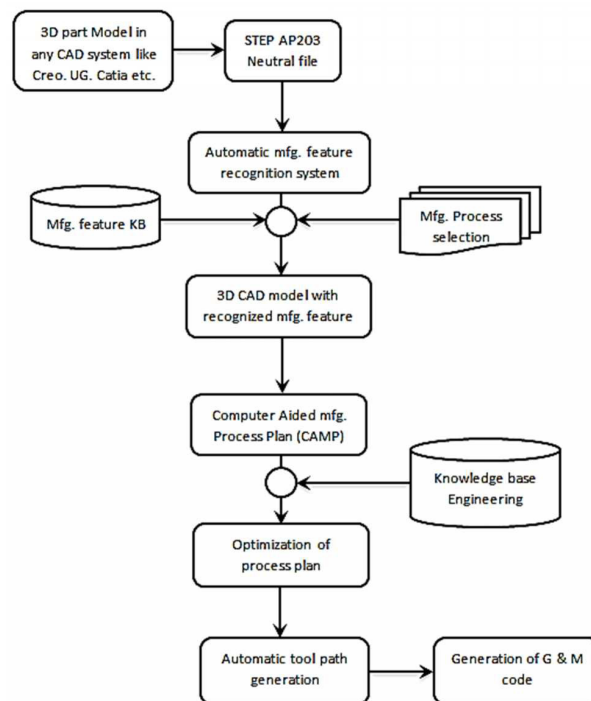 3D part Model in
any CAD system like
Creo. UG. Catia etc.
STEP AP203
Neutral file
Automatic mfg. feature
recognition system
Mfg. feature KB
Mfg. Process
selection
3D CAD model with
recognized mfg. feature
Computer Aided mfg.
Process Plan (CAMP)
Knowledge base
Engineering
Optimization of
process plan
Automatic tool path
generation
Generation of G & M
code